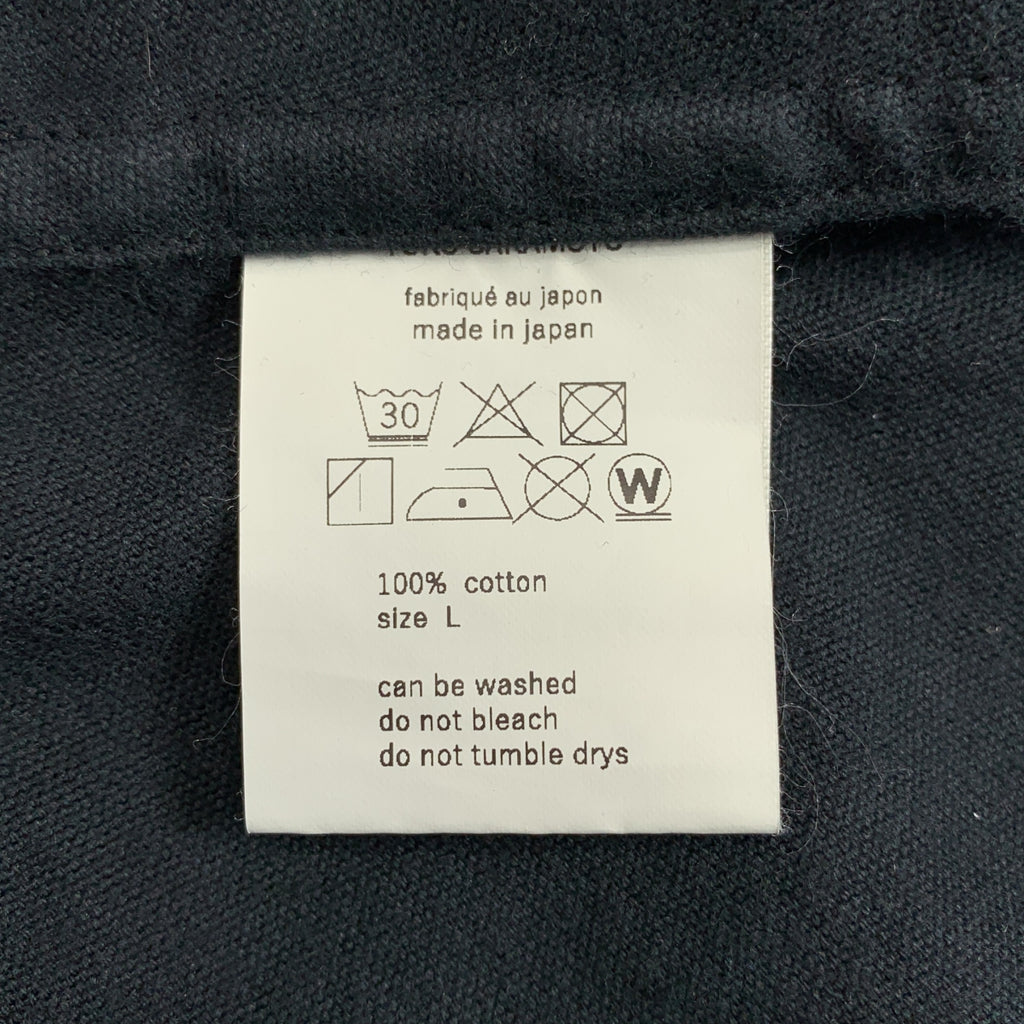 fabriqué au japon
made in japan
30
W
100% cotton
size L
can be washed
do not bleach
do not tumble drys